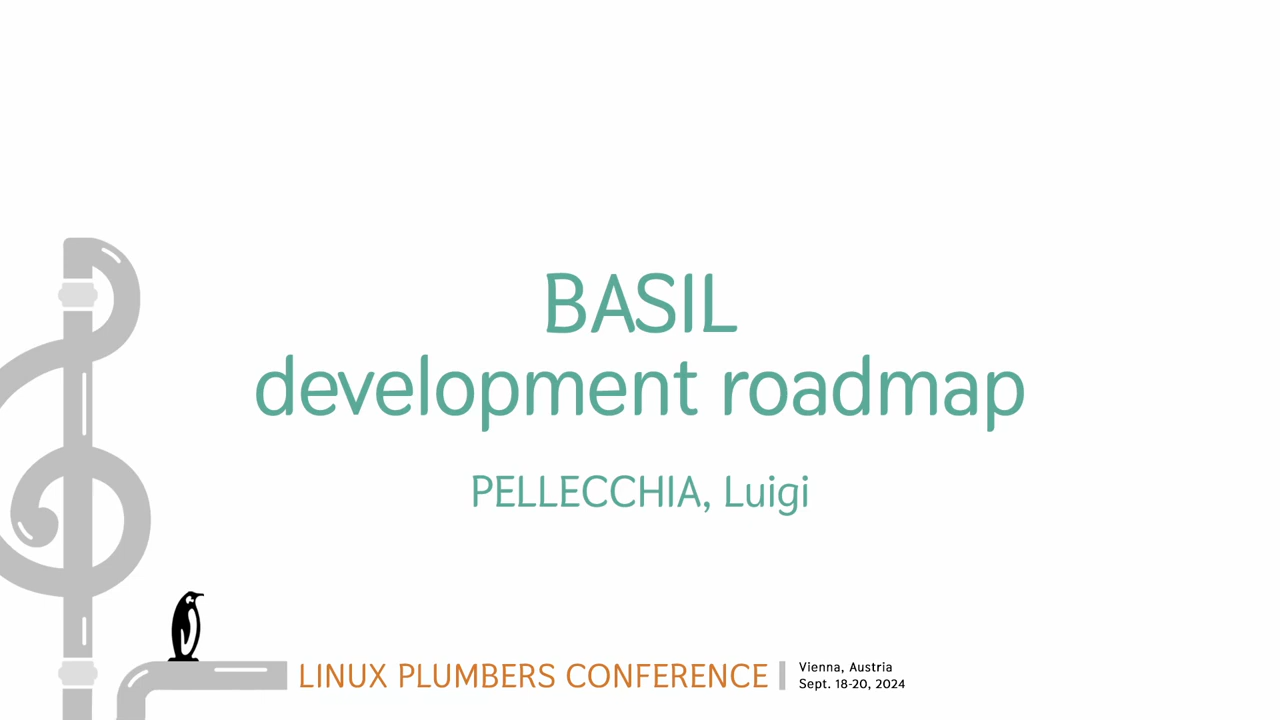 BASIL
development roadmap
PELLECCHIA, Luigi
LINUX PLUMBERS CONFERENCE
Vienna, Austria
Sept. 18-20, 2024